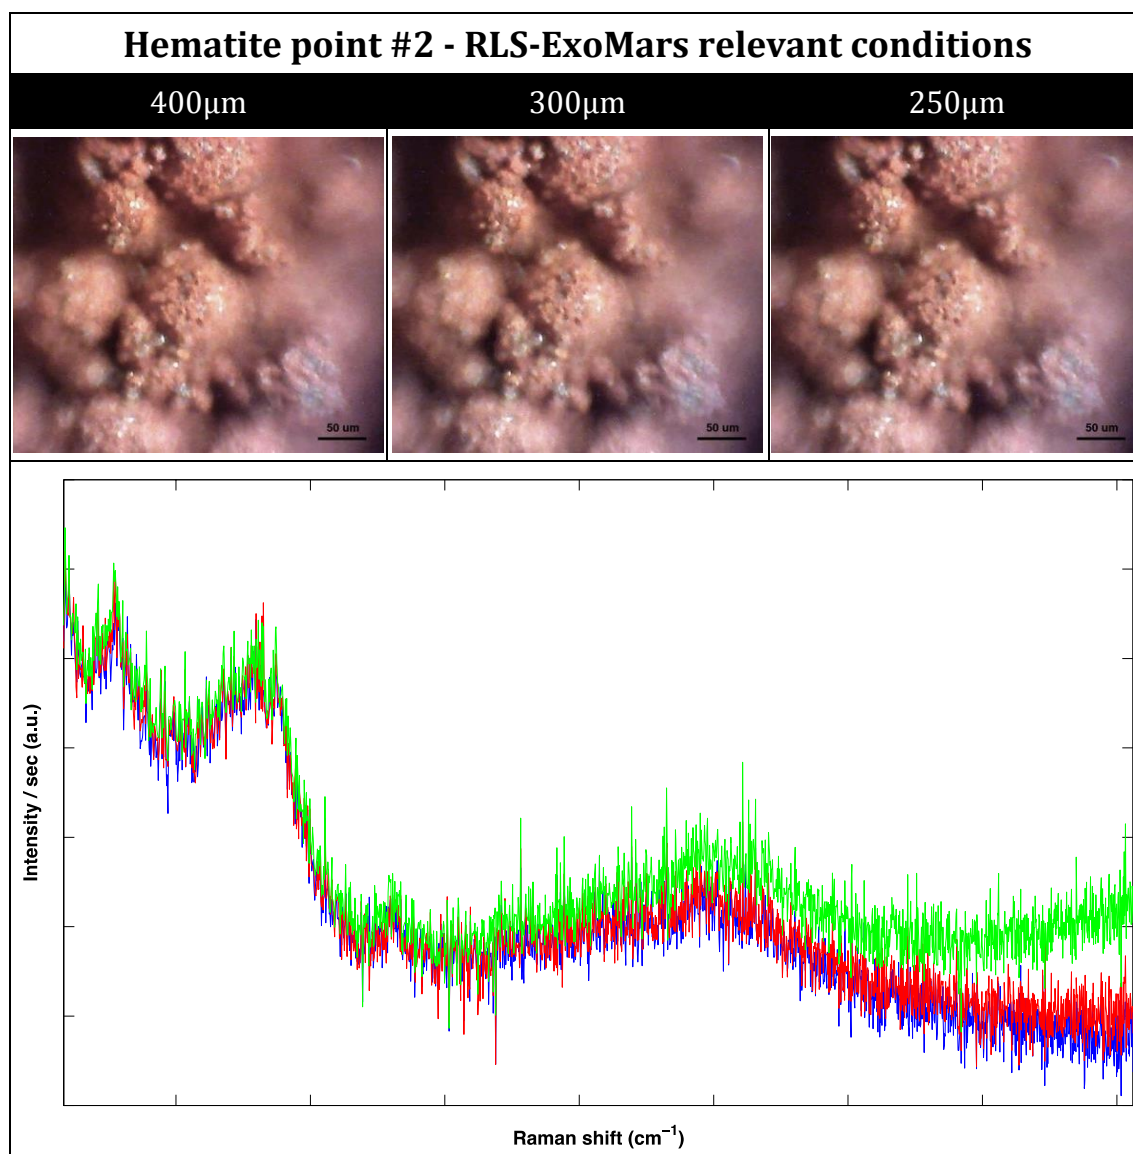 Hematite point #2 - RLS-ExoMars relevant conditions
400μm 300μm 250μm
50 um 50 um 50 um
Intensity / sec (a.u.)
Raman shift (cm⁻¹)